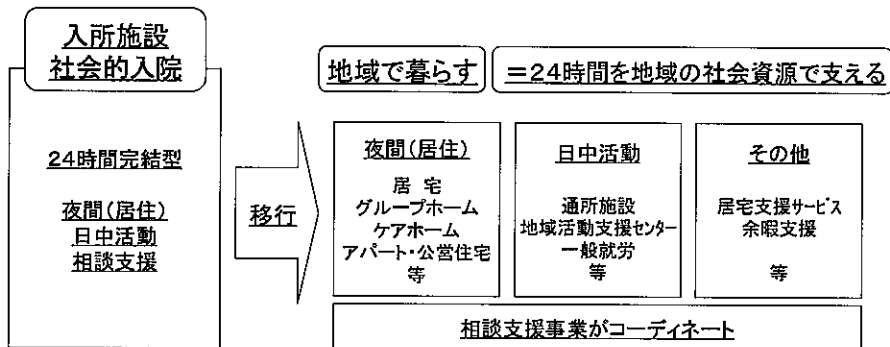 入所施設
社会的入院
24時間完結型
夜間(居住)
日中活動
相談支援
移行
地域で暮らす
=24時間を地域の社会資源で支える
夜間(居住)
居 宅
グループホーム
ケアホーム
アパート・公営住宅
等
日中活動
通所施設
地域活動支援センター
一般就労
等
その他
居宅支援サービス
余暇支援
等
相談支援事業がコーディネート